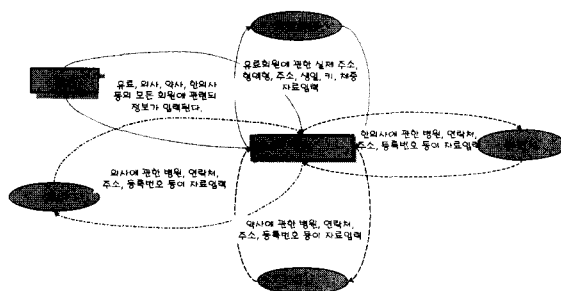 유료회원에 관한 실제 주소,
혈액형, 주소, 생일, 키, 체중
자료입력
유료, 의사, 약사, 한의사
등의 모든 회원에 관련되
정보가 입력된다.
한의사에 관한 병원, 연락처,
주소, 등록번호 등이 자료입력
의사에 관한 병원, 연락처,
주소, 등록번호 등이 자료입력
약사에 관한 병원, 연락처,
주소, 등록번호 등이 자료입력